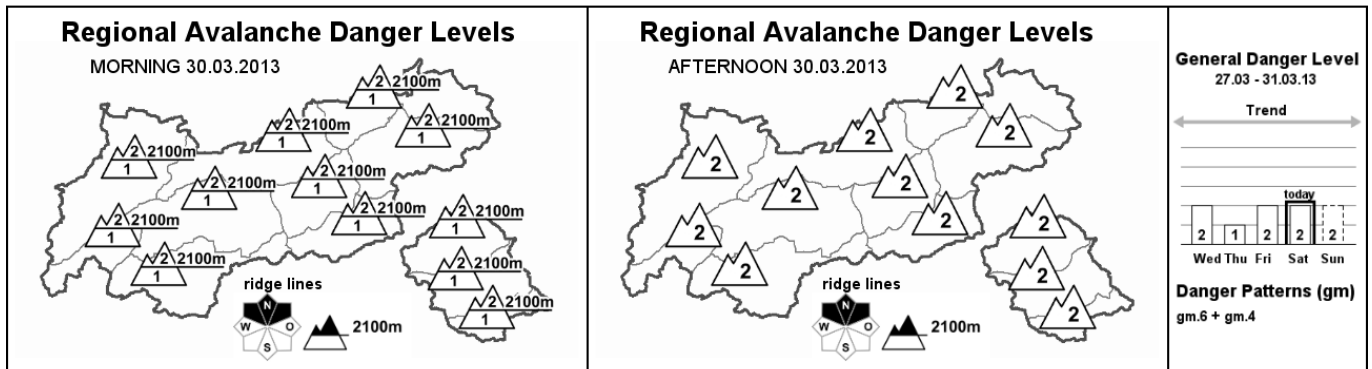 Regional Avalanche Danger Levels
MORNING 30.03.2013
2 2100m
1
2 2100m
1
2 2100m
1
2 2100m
1
2 2100m
1
2 2100m
1
2 2100m
1
2 2100m
1
2 2100m
1
2 2100m
1
2 2100m
1
2 2100m
1
ridge lines
N
W O
S
2100m
Regional Avalanche Danger Levels
AFTERNOON 30.03.2013
2
2
2
2
2
2
2
2
2
2
2
2
ridge lines
N
W O
S
2100m
General Danger Level
27.03 - 31.03.13
Trend
today
2 1 2 2 2
Wed Thu Fri Sat Sun
Danger Patterns (gm)
gm.6 + gm.4